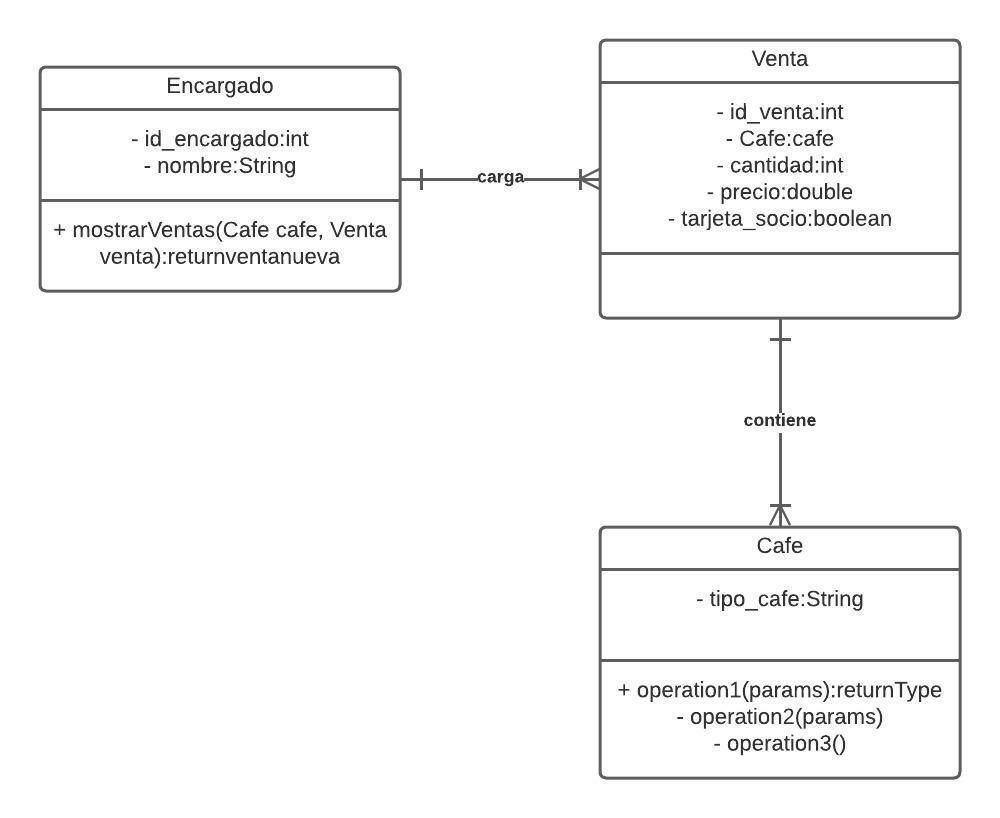 Encargado
- id_encargado:int
- nombre:String
+ mostrarVentas(Cafe cafe, Venta
venta):returnventanueva
carga
Venta
- id_venta:int
- Cafe:cafe
- cantidad:int
- precio:double
- tarjeta_socio:boolean
contiene
Cafe
- tipo_cafe:String
+ operation1(params):returnType
- operation2(params)
- operation3()